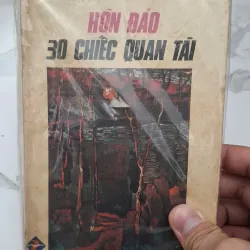 HÒN ĐẢO
30 CHIẾC QUAN TÀI